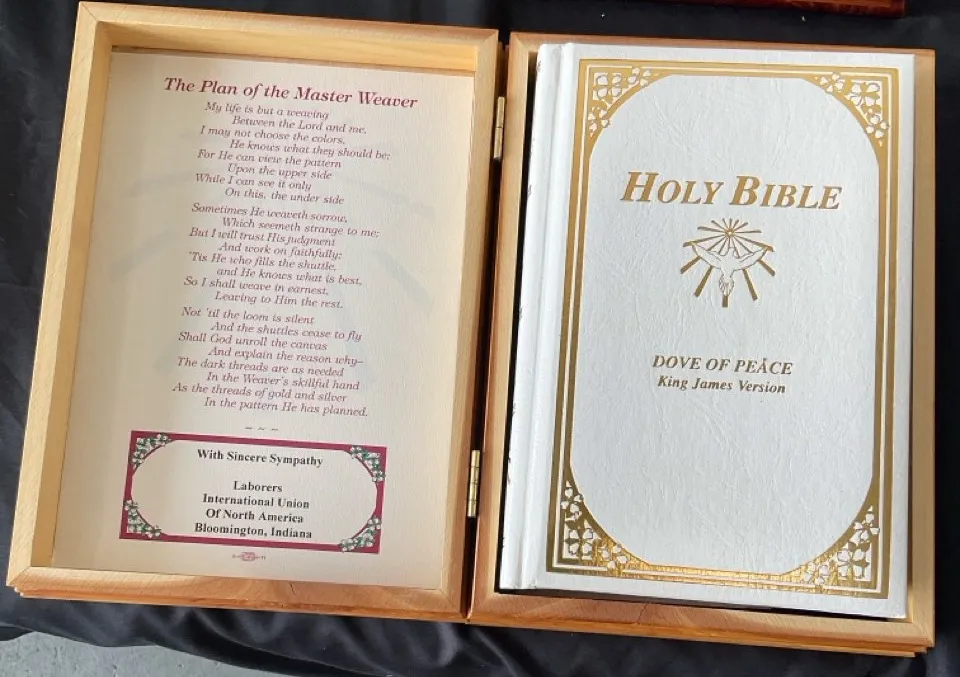 The Plan of the Master Weaver
My life is but a weaving
Between the Lord and me,
I may not choose the colors,
He knows what they should be;
For He can view the pattern
Upon the upper side
While I can see it only
On this, the under side
Sometimes He weaveth sorrow,
Which seemeth strange to me;
But I will trust His judgment
And work on faithfully;
'Tis He who fills the shuttle,
and He knows what is best,
So I shall weave in earnest,
Leaving to Him the rest.
Not 'til the loom is silent
And the shuttles cease to fly
Shall God unroll the canvas
And explain the reason why–
The dark threads are as needed
In the Weaver's skillful hand
As the threads of gold and silver
In the pattern He has planned.
~ ~ ~
With Sincere Sympathy
Laborers
International Union
Of North America
Bloomington, Indiana
HOLY BIBLE
DOVE OF PEACE
King James Version